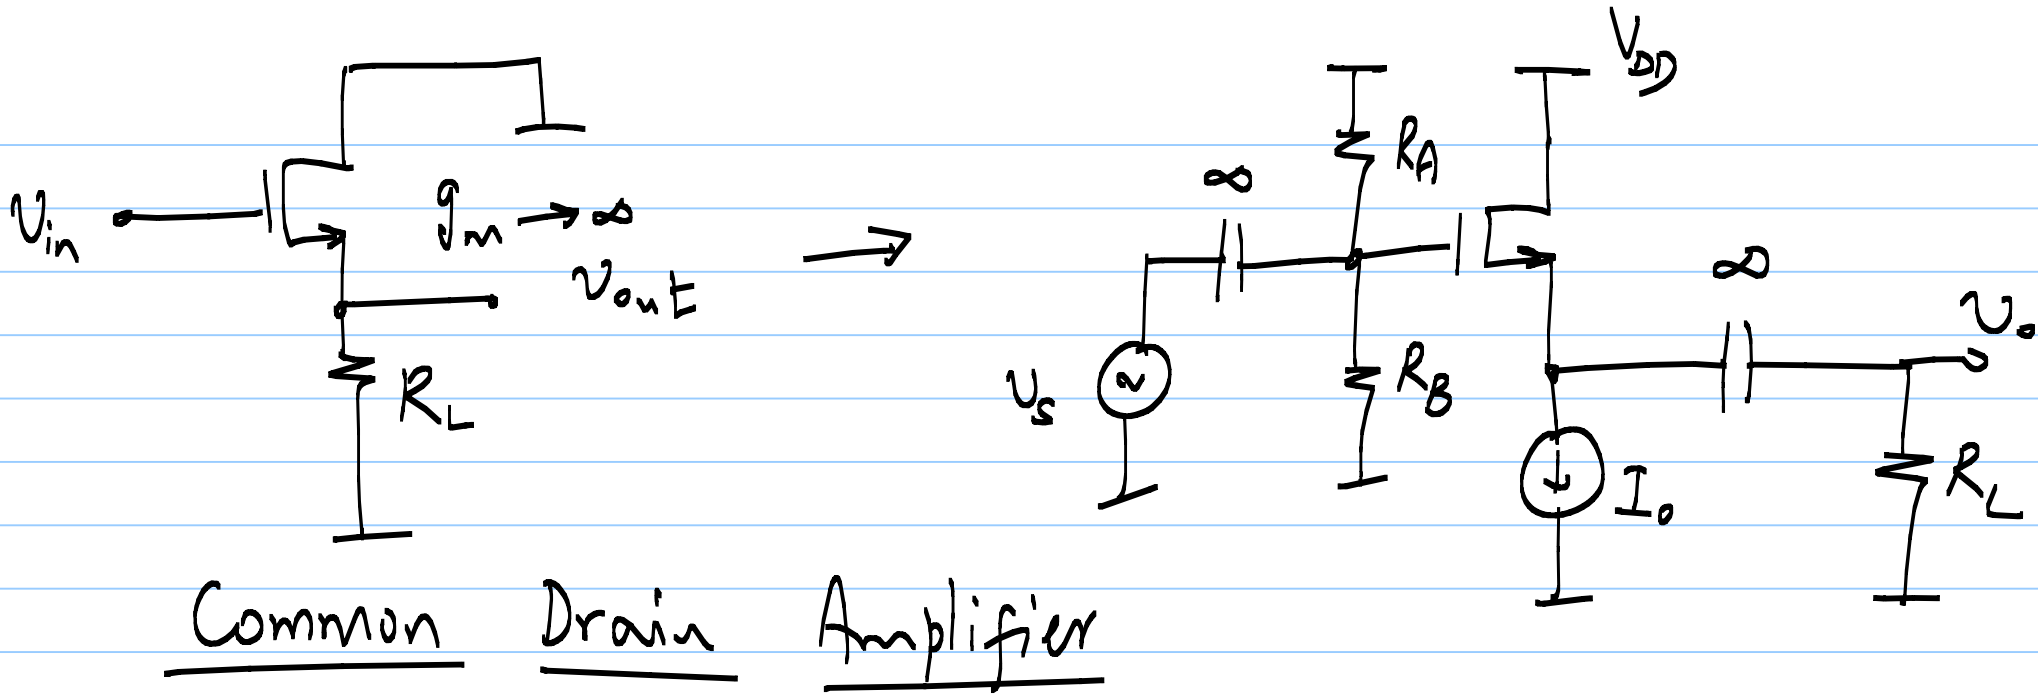 V_DD
R_A
∞
v_in
g_m → ∞
→
∞
v_out
v_o
R_L
v_s
R_B
I_o
R_L
Common Drain Amplifier